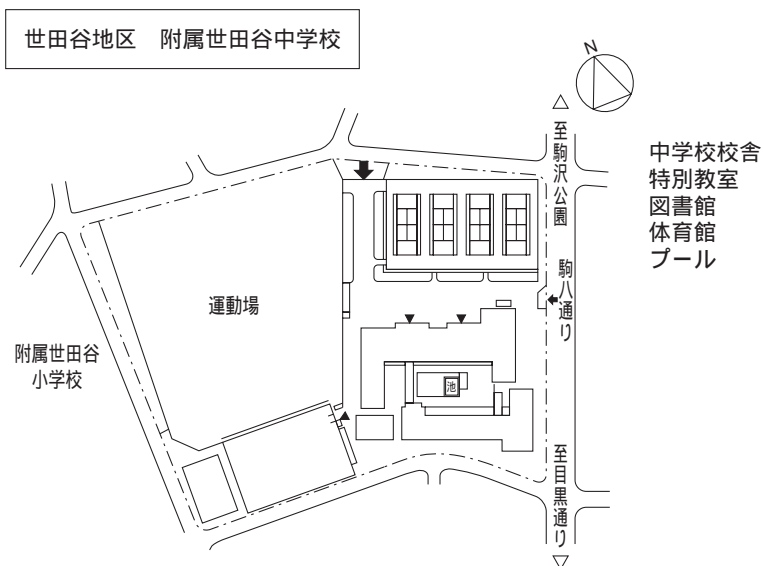 世田谷地区　附属世田谷中学校
N
至駒沢公園
中学校校舎
特別教室
図書館
体育館
プール
駒八通り
運動場
附属世田谷
小学校
池
至目黒通り